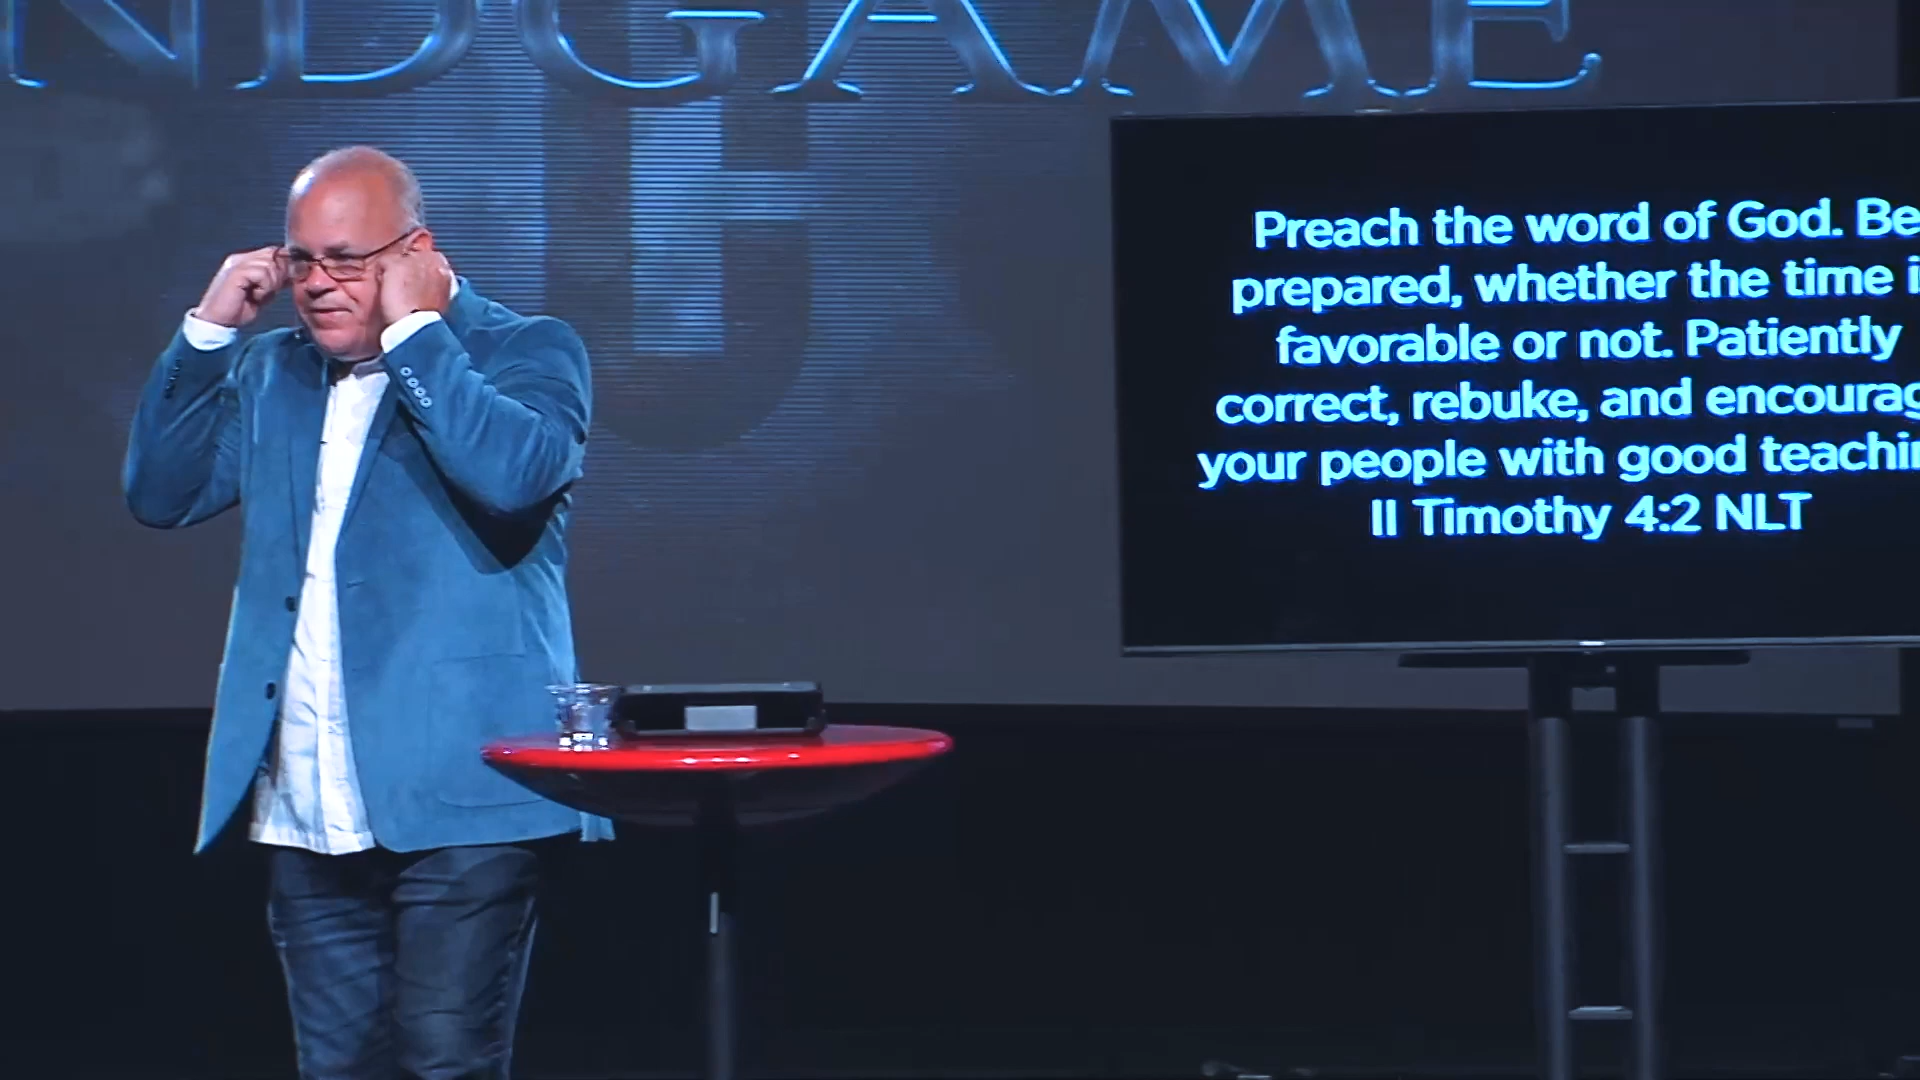 NDGAME
Preach the word of God. Be
prepared, whether the time i
favorable or not. Patiently
correct, rebuke, and encourag
your people with good teachin
II Timothy 4:2 NLT